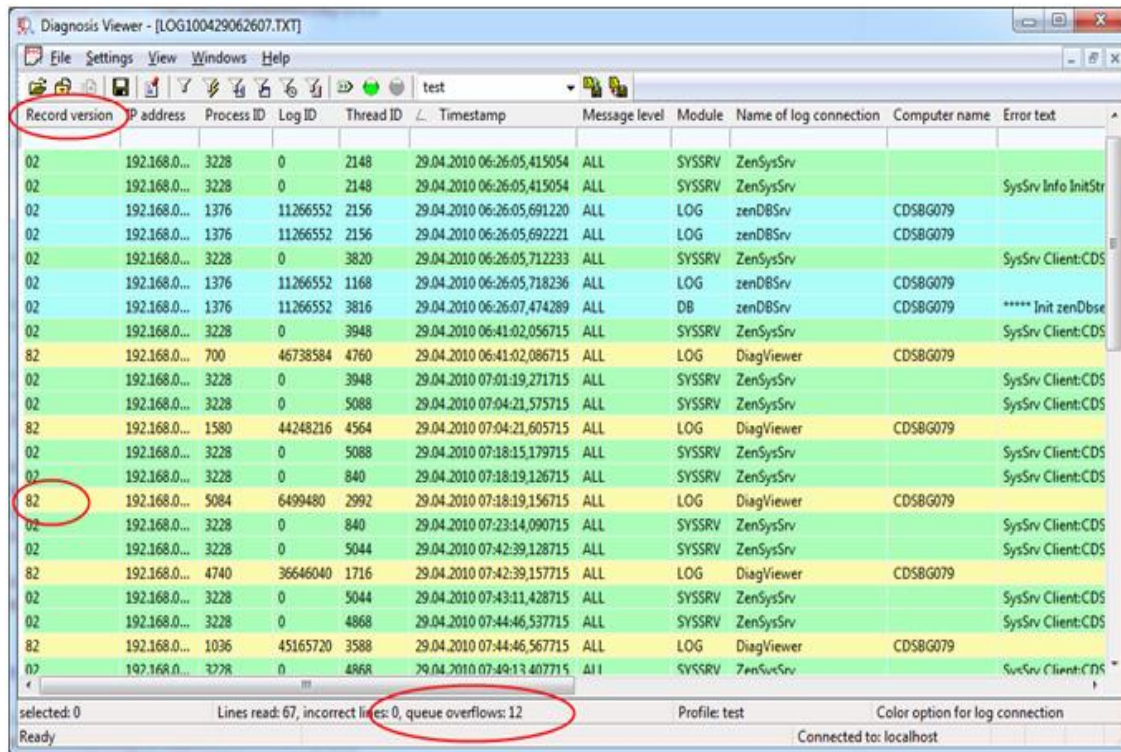 Diagnosis Viewer - [LOG100429062607.TXT]
File Settings View Windows Help
test
Record version IP address Process ID Log ID Thread ID Timestamp Message level Module Name of log connection Computer name Error text
02 192.168.0... 3228 0 2148 29.04.2010 06:26:05,415054 ALL SYSSRV ZenSysSrv
02 192.168.0... 3228 0 2148 29.04.2010 06:26:05,415054 ALL SYSSRV ZenSysSrv SysSrv Info InitStr
02 192.168.0... 1376 11266552 2156 29.04.2010 06:26:05,691220 ALL LOG zenDBSrv CDSBG079
02 192.168.0... 1376 11266552 2156 29.04.2010 06:26:05,692221 ALL LOG zenDBSrv CDSBG079
02 192.168.0... 3228 0 3820 29.04.2010 06:26:05,712233 ALL SYSSRV ZenSysSrv SysSrv Client:CDS
02 192.168.0... 1376 11266552 1168 29.04.2010 06:26:05,718236 ALL LOG zenDBSrv CDSBG079
02 192.168.0... 1376 11266552 3816 29.04.2010 06:26:07,474289 ALL DB zenDBSrv CDSBG079 ***** Init zenDbse
02 192.168.0... 3228 0 3948 29.04.2010 06:41:02,056715 ALL SYSSRV ZenSysSrv SysSrv Client:CDS
82 192.168.0... 700 46738584 4760 29.04.2010 06:41:02,086715 ALL LOG DiagViewer CDSBG079
02 192.168.0... 3228 0 3948 29.04.2010 07:01:19,271715 ALL SYSSRV ZenSysSrv SysSrv Client:CDS
02 192.168.0... 3228 0 5088 29.04.2010 07:04:21,575715 ALL SYSSRV ZenSysSrv SysSrv Client:CDS
82 192.168.0... 1580 44248216 4564 29.04.2010 07:04:21,605715 ALL LOG DiagViewer CDSBG079
02 192.168.0... 3228 0 5088 29.04.2010 07:18:15,179715 ALL SYSSRV ZenSysSrv SysSrv Client:CDS
02 192.168.0... 3228 0 840 29.04.2010 07:18:19,126715 ALL SYSSRV ZenSysSrv SysSrv Client:CDS
82 192.168.0... 5084 6499480 2992 29.04.2010 07:18:19,156715 ALL LOG DiagViewer CDSBG079
02 192.168.0... 3228 0 840 29.04.2010 07:23:14,090715 ALL SYSSRV ZenSysSrv SysSrv Client:CDS
02 192.168.0... 3228 0 5044 29.04.2010 07:42:39,128715 ALL SYSSRV ZenSysSrv SysSrv Client:CDS
82 192.168.0... 4740 36646040 1716 29.04.2010 07:42:39,157715 ALL LOG DiagViewer CDSBG079
02 192.168.0... 3228 0 5044 29.04.2010 07:43:11,428715 ALL SYSSRV ZenSysSrv SysSrv Client:CDS
02 192.168.0... 3228 0 4868 29.04.2010 07:44:46,537715 ALL SYSSRV ZenSysSrv SysSrv Client:CDS
82 192.168.0... 1036 45165720 3588 29.04.2010 07:44:46,567715 ALL LOG DiagViewer CDSBG079
02 192.168.0... 3228 0 4868 29.04.2010 07:49:13,407715 ALL SYSSRV ZenSysSrv SysSrv Client:CDS
selected: 0 Lines read: 67, incorrect lines: 0, queue overflows: 12 Profile: test Color option for log connection
Ready Connected to: localhost